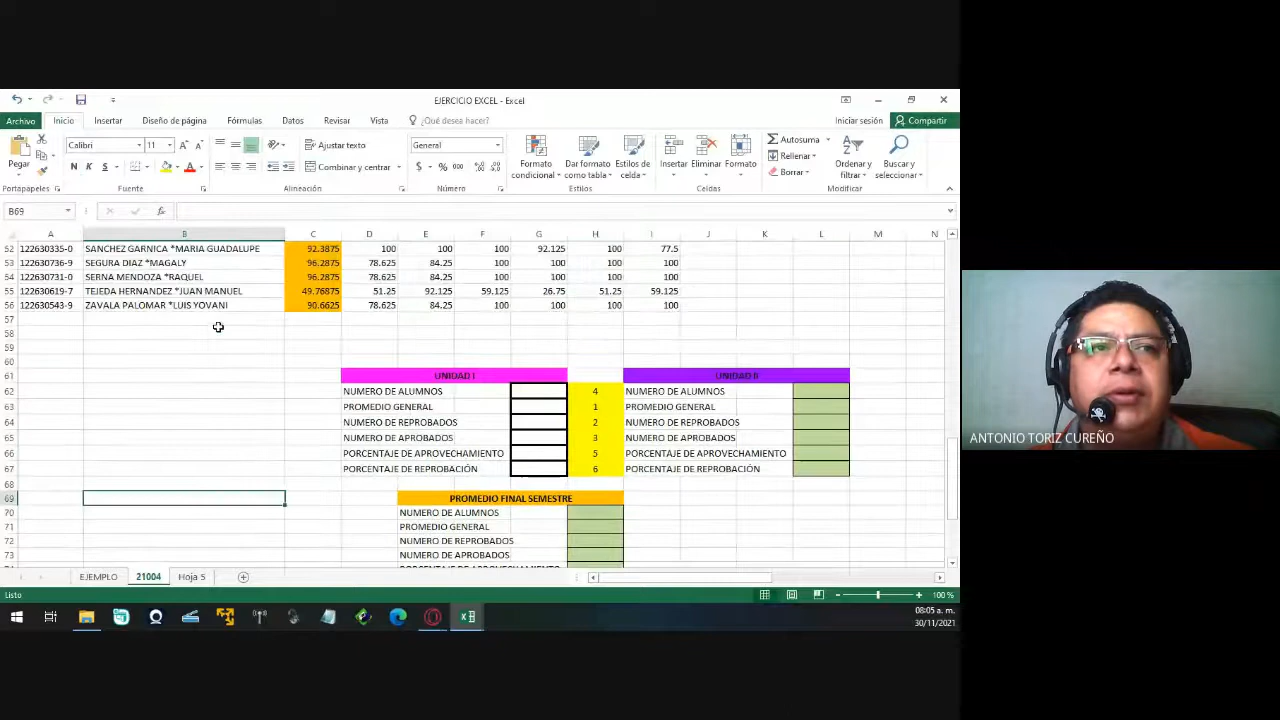 EJERCICIO EXCEL - Excel
Archivo Inicio Insertar Diseño de página Fórmulas Datos Revisar Vista ¿Qué desea hacer? Iniciar sesión Compartir
Calibri 11 Ajustar texto General Autosuma
Pegar N K S A Combinar y centrar $ % 000 Formato condicional Dar formato como tabla Estilos de celda Insertar Eliminar Formato Rellenar Borrar Ordenar y filtrar Buscar y seleccionar
Portapapeles Fuente Alineación Número Estilos Celdas Modificar
B69 fx
A B C D E F G H I J K L M N
52 122630335-0 SANCHEZ GARNICA *MARIA GUADALUPE 92.3875 100 100 100 92.125 100 77.5
53 122630736-9 SEGURA DIAZ *MAGALY 96.2875 78.625 84.25 100 100 100 100
54 122630731-0 SERNA MENDOZA *RAQUEL 96.2875 78.625 84.25 100 100 100 100
55 122630619-7 TEJEDA HERNANDEZ *JUAN MANUEL 49.76875 51.25 92.125 59.125 26.75 51.25 59.125
56 122630543-9 ZAVALA PALOMAR *LUIS YOVANI 90.6625 78.625 84.25 100 100 100 100
57
58
59
60
61 UNIDAD I UNIDAD II
62 NUMERO DE ALUMNOS 4 NUMERO DE ALUMNOS
63 PROMEDIO GENERAL 1 PROMEDIO GENERAL
64 NUMERO DE REPROBADOS 2 NUMERO DE REPROBADOS
65 NUMERO DE APROBADOS 3 NUMERO DE APROBADOS
66 PORCENTAJE DE APROVECHAMIENTO 5 PORCENTAJE DE APROVECHAMIENTO
67 PORCENTAJE DE REPROBACIÓN 6 PORCENTAJE DE REPROBACIÓN
68
69 PROMEDIO FINAL SEMESTRE
70 NUMERO DE ALUMNOS
71 PROMEDIO GENERAL
72 NUMERO DE REPROBADOS
73 NUMERO DE APROBADOS
EJEMPLO 21004 Hoja 5
Listo 100 %
08:05 a. m.
30/11/2021
ANTONIO TORIZ CUREÑO